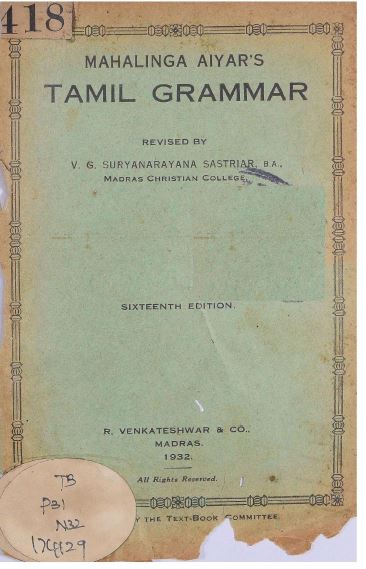 418
MAHALINGA AIYAR'S
TAMIL GRAMMAR
REVISED BY
V. G. SURYANARAYANA SASTRIAR, B.A.,
MADRAS CHRISTIAN COLLEGE.
SIXTEENTH EDITION.
R. VENKATESHWAR & CO.,
MADRAS.
1932.
All Rights Reserved.
BY THE TEXT-BOOK COMMITTEE
TB
P31
N32